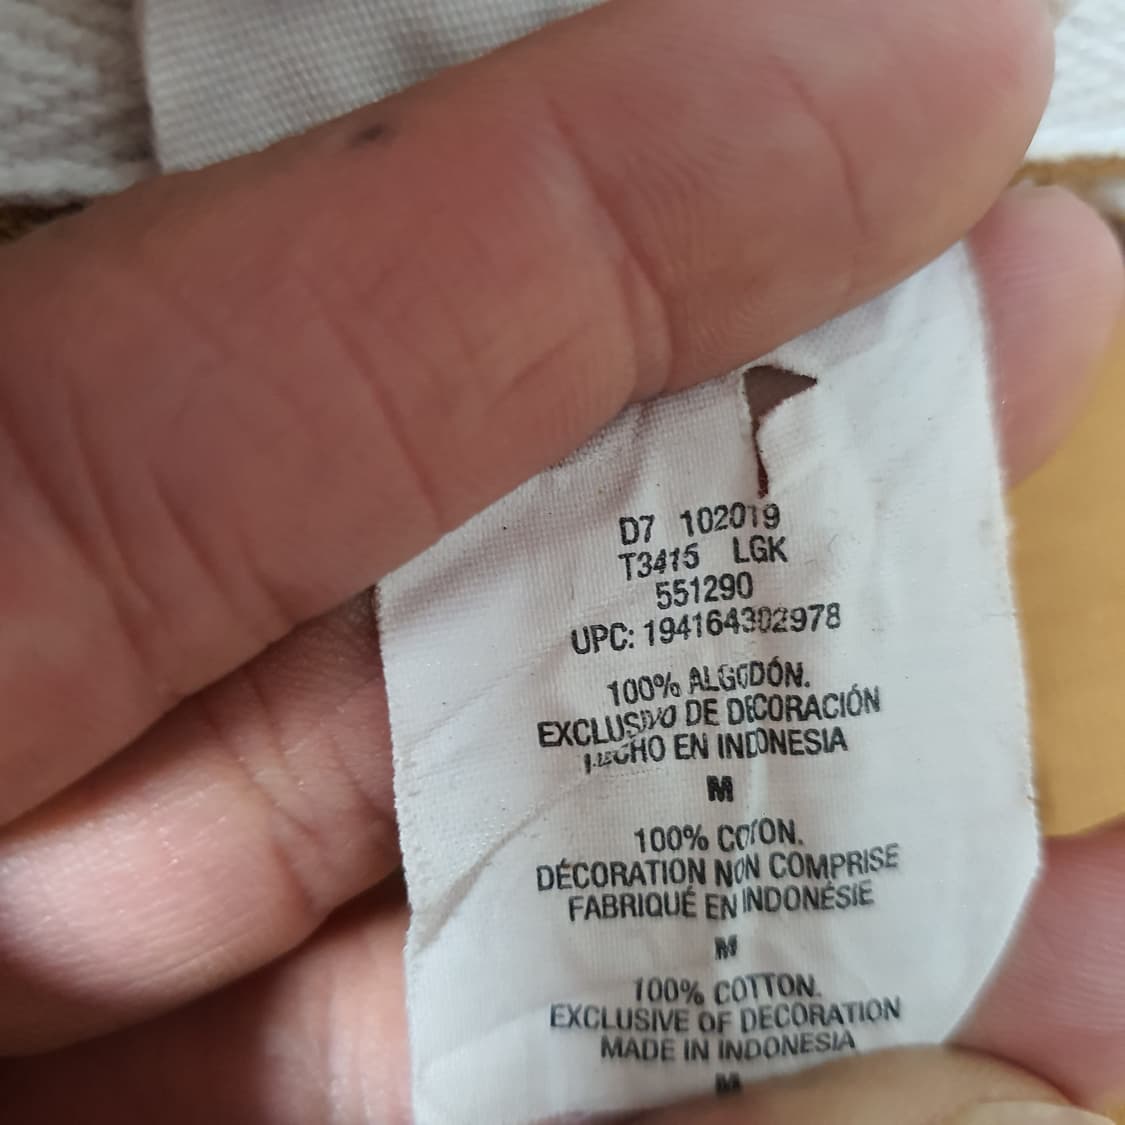 D7 102019
T3415 LGK
551290
UPC: 194164302978
100% ALGODÓN.
EXCLUSIVO DE DECORACIÓN
HECHO EN INDONESIA
M
100% COTON.
DÉCORATION NON COMPRISE
FABRIQUÉ EN INDONÉSIE
M
100% COTTON.
EXCLUSIVE OF DECORATION
MADE IN INDONESIA
M